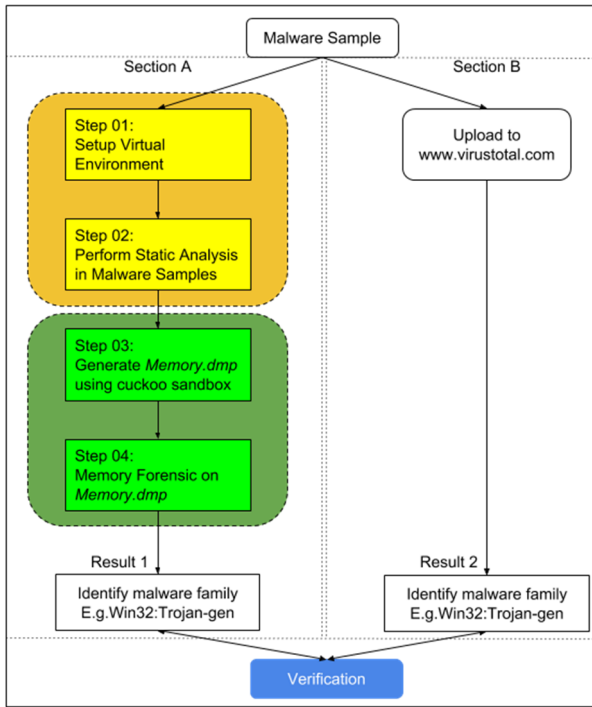 Malware Sample
Section A
Section B
Step 01:
Setup Virtual
Environment
Upload to
www.virustotal.com
Step 02:
Perform Static Analysis
in Malware Samples
Step 03:
Generate Memory.dmp
using cuckoo sandbox
Step 04:
Memory Forensic on
Memory.dmp
Result 1
Result 2
Identify malware family
E.g.Win32:Trojan-gen
Identify malware family
E.g.Win32:Trojan-gen
Verification